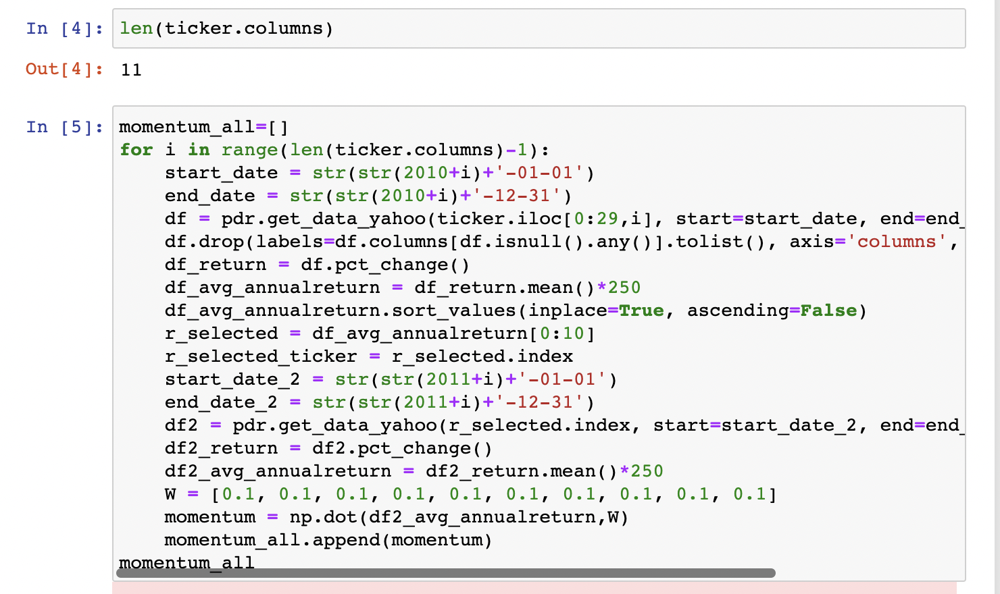 In [4]: len(ticker.columns)
Out[4]: 11
In [5]: momentum_all=[]
for i in range(len(ticker.columns)-1):
    start_date = str(str(2010+i)+'-01-01')
    end_date = str(str(2010+i)+'-12-31')
    df = pdr.get_data_yahoo(ticker.iloc[0:29,i], start=start_date, end=end_
    df.drop(labels=df.columns[df.isnull().any()].tolist(), axis='columns',
    df_return = df.pct_change()
    df_avg_annualreturn = df_return.mean()*250
    df_avg_annualreturn.sort_values(inplace=True, ascending=False)
    r_selected = df_avg_annualreturn[0:10]
    r_selected_ticker = r_selected.index
    start_date_2 = str(str(2011+i)+'-01-01')
    end_date_2 = str(str(2011+i)+'-12-31')
    df2 = pdr.get_data_yahoo(r_selected.index, start=start_date_2, end=end_
    df2_return = df2.pct_change()
    df2_avg_annualreturn = df2_return.mean()*250
    W = [0.1, 0.1, 0.1, 0.1, 0.1, 0.1, 0.1, 0.1, 0.1, 0.1]
    momentum = np.dot(df2_avg_annualreturn,W)
    momentum_all.append(momentum)
momentum_all